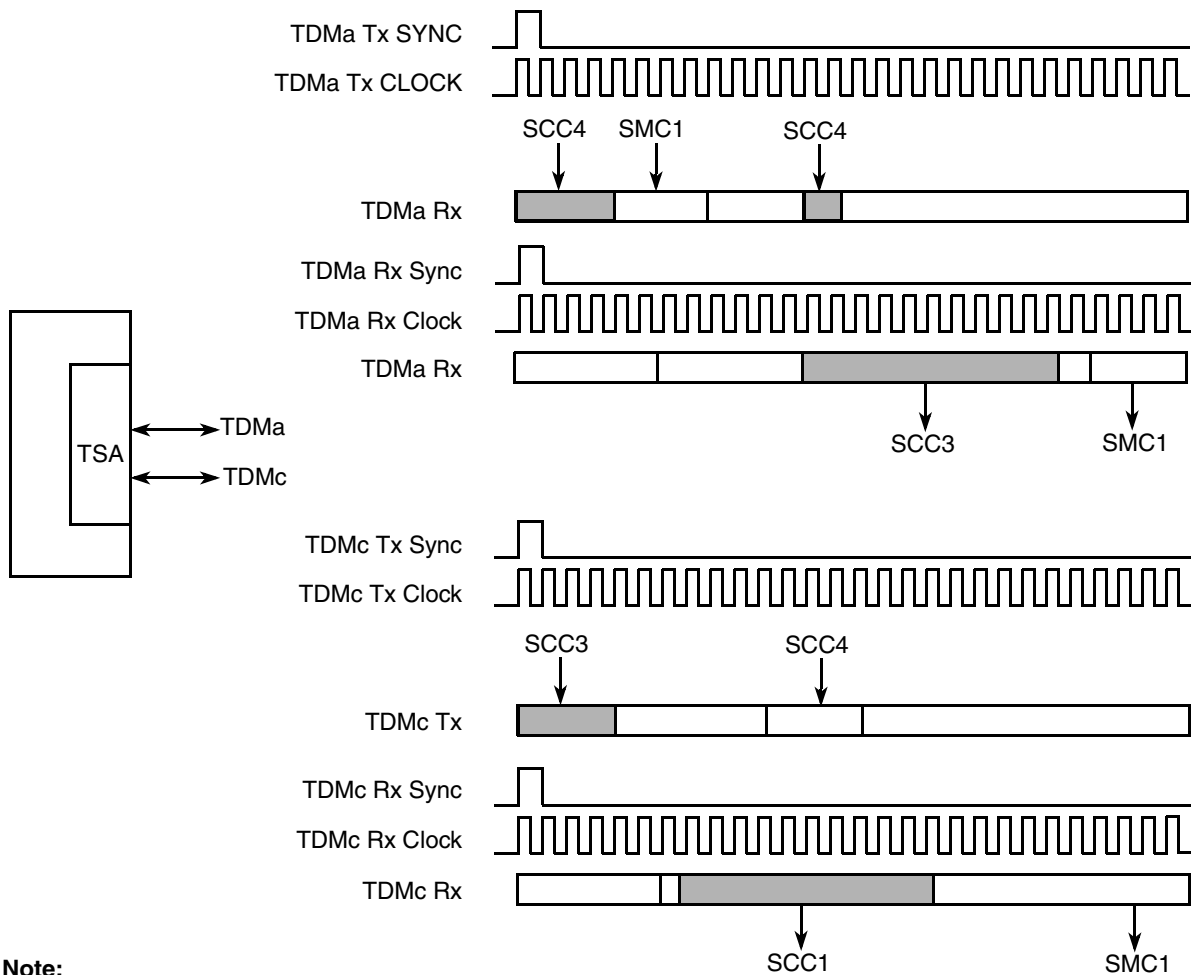 TDMa Tx SYNC
TDMa Tx CLOCK
SCC4 SMC1 SCC4
TDMa Rx
TDMa Rx Sync
TDMa Rx Clock
TDMa Rx
SCC3 SMC1
TSA
TDMa
TDMc
TDMc Tx Sync
TDMc Tx Clock
SCC3 SCC4
TDMc Tx
TDMc Rx Sync
TDMc Rx Clock
TDMc Rx
SCC1 SMC1
Note: